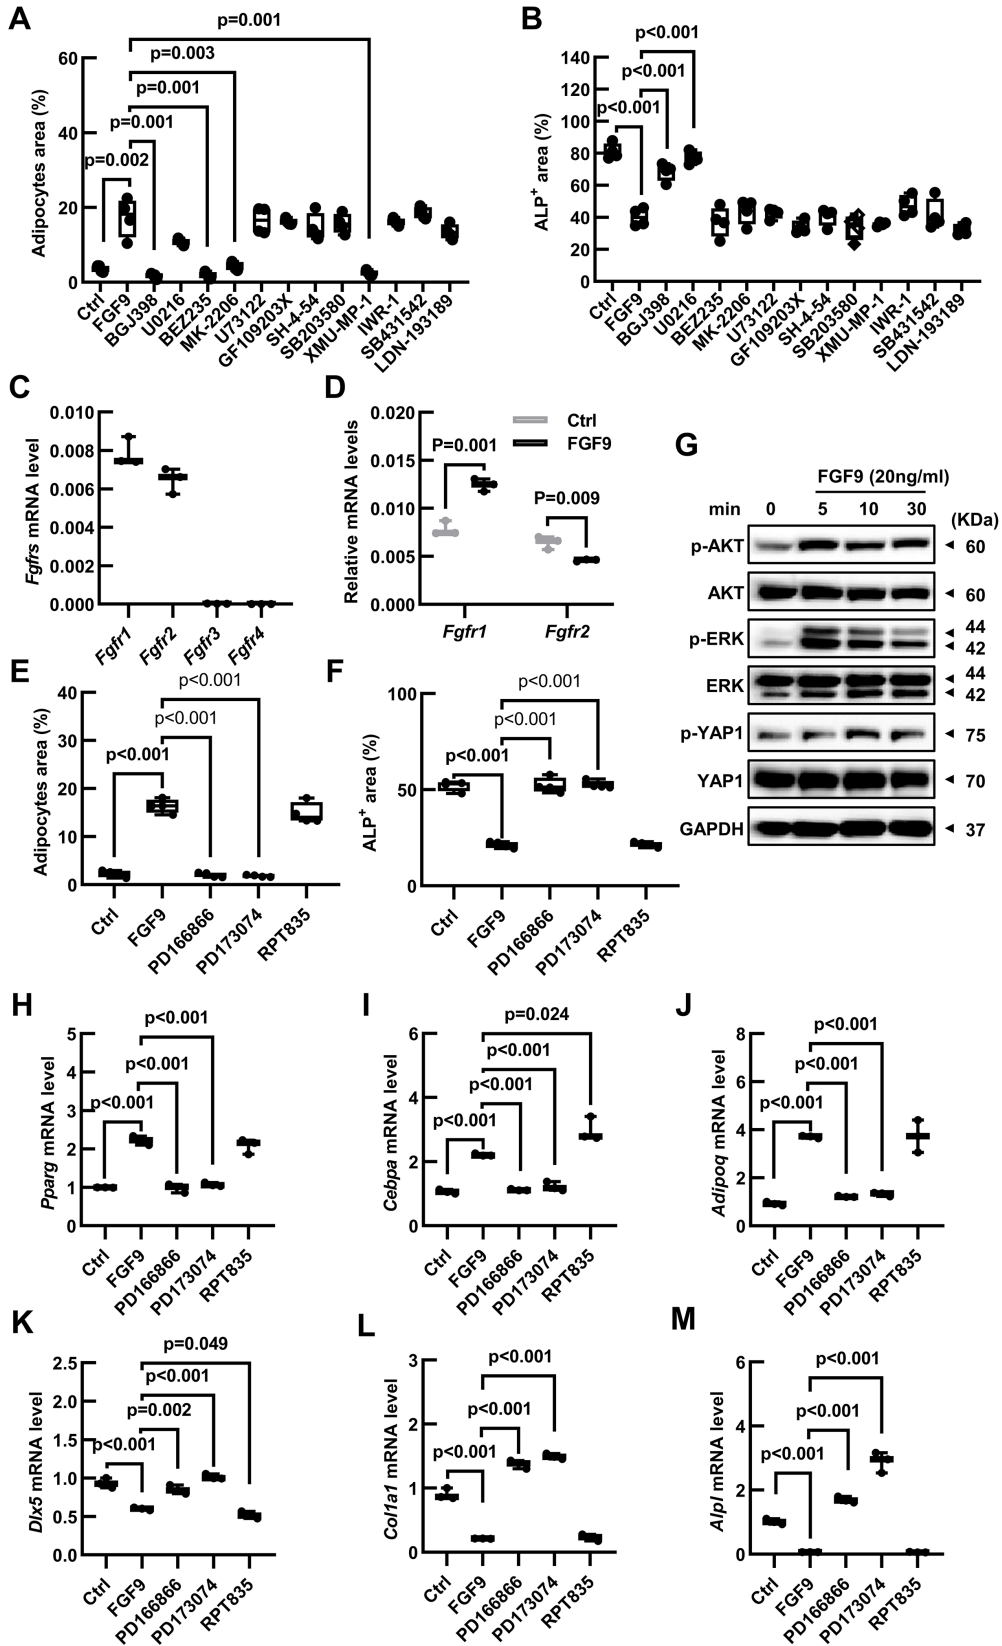 A
p=0.001
p=0.003
p=0.001
p=0.001
p=0.002
Adipocytes area (%)
60
40
20
0
Ctrl
FGF9
BGJ398
U0216
BEZ235
MK-2206
U73122
GF109203X
SH-4-54
SB203580
XMU-MP-1
IWR-1
SB431542
LDN-193189
B
p<0.001
p<0.001
p<0.001
ALP+ area (%)
140
120
100
80
60
40
20
0
Ctrl
FGF9
BGJ398
U0216
BEZ235
MK-2206
U73122
GF109203X
SH-4-54
SB203580
XMU-MP-1
IWR-1
SB431542
LDN-193189
C
Fgfrs mRNA level
0.010
0.008
0.006
0.004
0.002
0.000
Fgfr1
Fgfr2
Fgfr3
Fgfr4
D
Relative mRNA levels
0.020
0.015
0.010
0.005
0.000
Ctrl
FGF9
P=0.001
P=0.009
Fgfr1
Fgfr2
G
FGF9 (20ng/ml)
min 0 5 10 30 (KDa)
p-AKT 60
AKT 60
p-ERK 44
42
ERK 44
42
p-YAP1 75
YAP1 70
GAPDH 37
E
p<0.001
p<0.001
p<0.001
Adipocytes area (%)
40
30
20
10
0
Ctrl
FGF9
PD166866
PD173074
RPT835
F
p<0.001
p<0.001
p<0.001
ALP+ area (%)
100
50
0
Ctrl
FGF9
PD166866
PD173074
RPT835
H
p<0.001
p<0.001
p<0.001
Pparg mRNA level
5
4
3
2
1
0
Ctrl
FGF9
PD166866
PD173074
RPT835
I
p=0.024
p<0.001
p<0.001
p<0.001
Cebpa mRNA level
6
4
2
0
Ctrl
FGF9
PD166866
PD173074
RPT835
J
p<0.001
p<0.001
p<0.001
Adipoq mRNA level
8
6
4
2
0
Ctrl
FGF9
PD166866
PD173074
RPT835
K
p=0.049
p<0.001
p=0.002
p<0.001
Dlx5 mRNA level
2.5
2.0
1.5
1.0
0.5
0.0
Ctrl
FGF9
PD166866
PD173074
RPT835
L
p<0.001
p<0.001
p<0.001
Col1a1 mRNA level
3
2
1
0
Ctrl
FGF9
PD166866
PD173074
RPT835
M
p<0.001
p<0.001
p<0.001
Alpl mRNA level
6
4
2
0
Ctrl
FGF9
PD166866
PD173074
RPT835